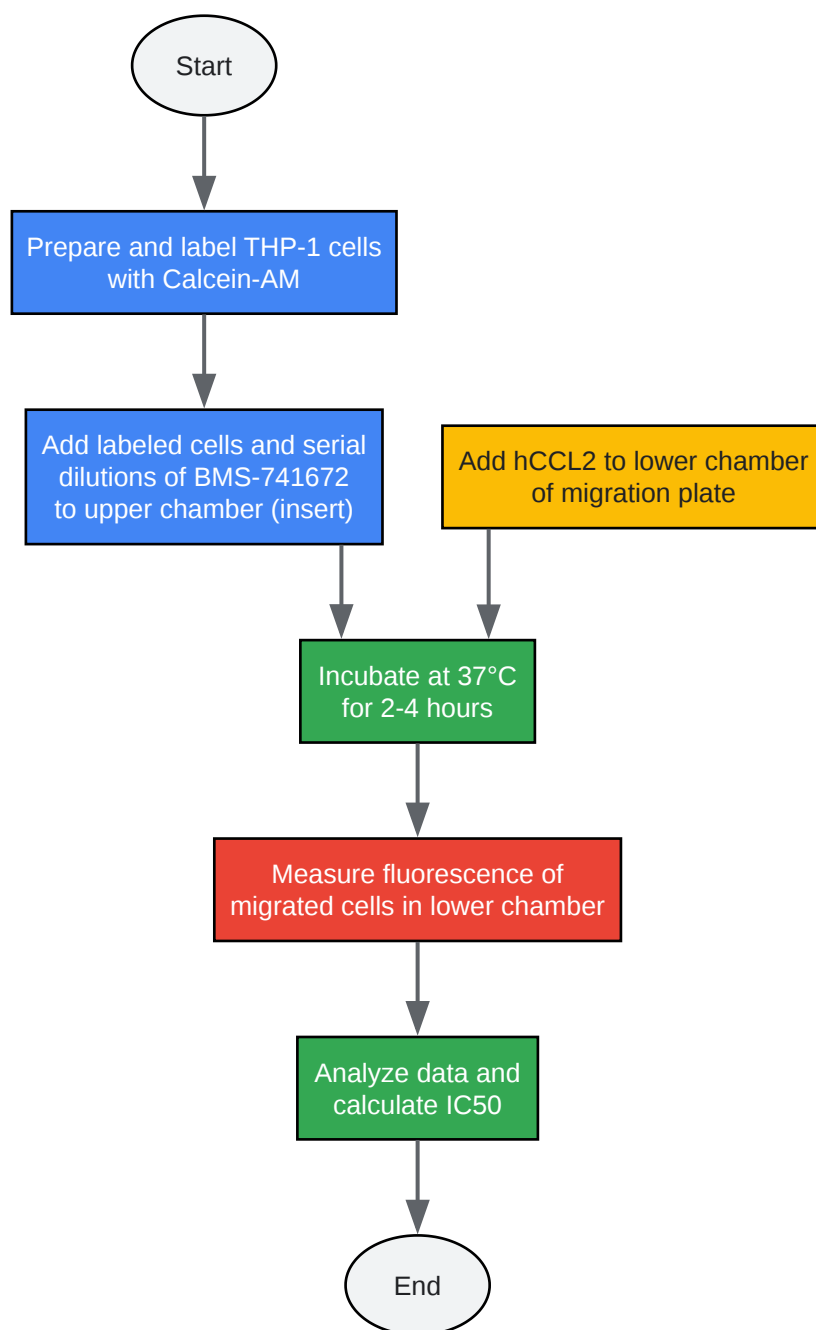 Start
Prepare and label THP-1 cells
with Calcein-AM
Add labeled cells and serial
dilutions of BMS-741672
to upper chamber (insert)
Add hCCL2 to lower chamber
of migration plate
Incubate at 37°C
for 2-4 hours
Measure fluorescence of
migrated cells in lower chamber
Analyze data and
calculate IC50
End